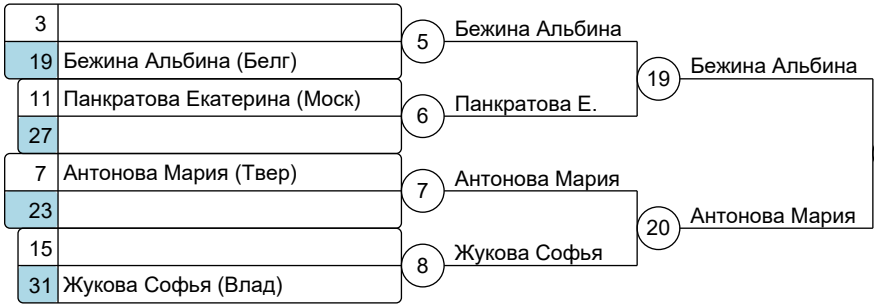 3
5
Бежина Альбина
19 Бежина Альбина (Белг)
19
Бежина Альбина
11 Панкратова Екатерина (Моск)
6
Панкратова Е.
27
7 Антонова Мария (Твер)
7
Антонова Мария
23
20
Антонова Мария
15
8
Жукова Софья
31 Жукова Софья (Влад)